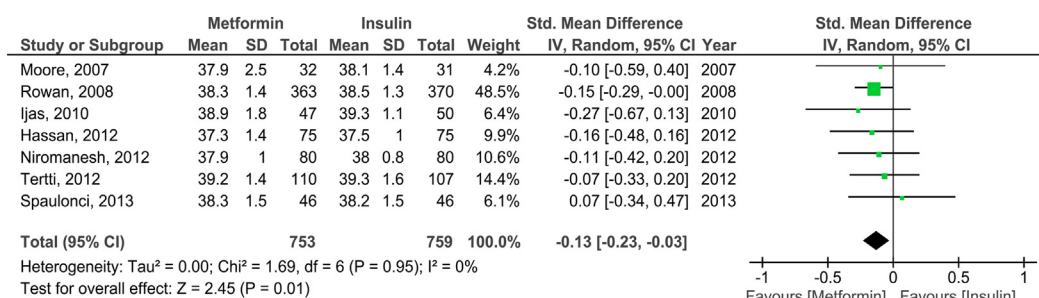 Metformin Insulin Std. Mean Difference Std. Mean Difference
Study or Subgroup Mean SD Total Mean SD Total Weight IV, Random, 95% CI Year IV, Random, 95% CI
Moore, 2007 37.9 2.5 32 38.1 1.4 31 4.2% -0.10 [-0.59, 0.40] 2007
Rowan, 2008 38.3 1.4 363 38.5 1.3 370 48.5% -0.15 [-0.29, -0.00] 2008
Ijas, 2010 38.9 1.8 47 39.3 1.1 50 6.4% -0.27 [-0.67, 0.13] 2010
Hassan, 2012 37.3 1.4 75 37.5 1 75 9.9% -0.16 [-0.48, 0.16] 2012
Niromanesh, 2012 37.9 1 80 38 0.8 80 10.6% -0.11 [-0.42, 0.20] 2012
Tertti, 2012 39.2 1.4 110 39.3 1.6 107 14.4% -0.07 [-0.33, 0.20] 2012
Spaulonci, 2013 38.3 1.5 46 38.2 1.5 46 6.1% 0.07 [-0.34, 0.47] 2013
Total (95% CI) 753 759 100.0% -0.13 [-0.23, -0.03]
Heterogeneity: Tau² = 0.00; Chi² = 1.69, df = 6 (P = 0.95); I² = 0%
Test for overall effect: Z = 2.45 (P = 0.01)
-1 -0.5 0 0.5 1
Favours [Metformin] Favours [Insulin]